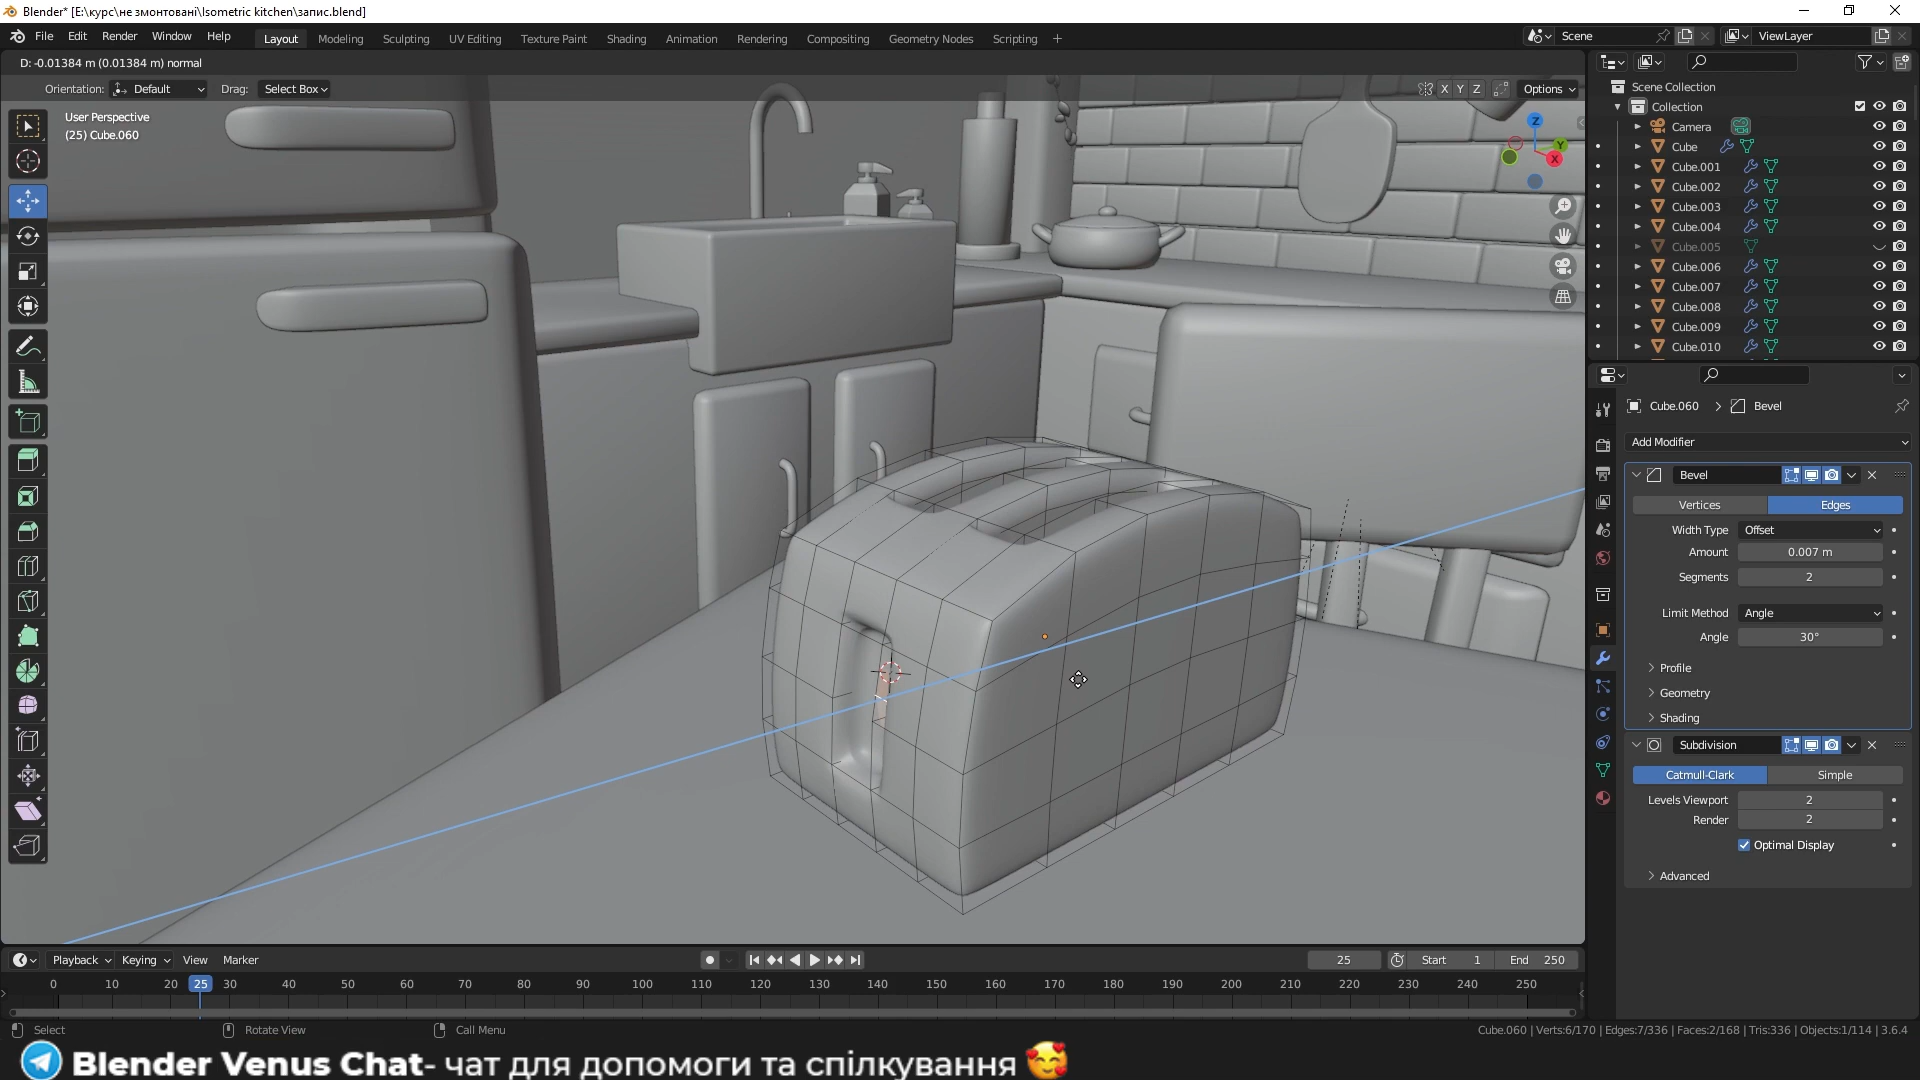 Blender* [E:\курс\не змонтовані\Isometric kitchen\запис.blend]
File Edit Render Window Help Layout Modeling Sculpting UV Editing Texture Paint Shading Animation Rendering Compositing Geometry Nodes Scripting Scene ViewLayer
D: -0.01384 m (0.01384 m) normal
Orientation: Default Drag: Select Box X Y Z Options
User Perspective
(25) Cube.060
Z
Y
X
Scene Collection
Collection
Camera
Cube
Cube.001
Cube.002
Cube.003
Cube.004
Cube.005
Cube.006
Cube.007
Cube.008
Cube.009
Cube.010
Cube.060 Bevel
Add Modifier
Bevel
Vertices Edges
Width Type Offset
Amount 0.007 m
Segments 2
Limit Method Angle
Angle 30°
Profile
Geometry
Shading
Subdivision
Catmull-Clark Simple
Levels Viewport 2
Render 2
Optimal Display
Advanced
Playback Keying View Marker 25 Start 1 End 250
0 10 20 25 30 40 50 60 70 80 90 100 110 120 130 140 150 160 170 180 190 200 210 220 230 240 250
Select Rotate View Call Menu Cube.060 | Verts:6/170 | Edges:7/336 | Faces:2/168 | Tris:336 | Objects:1/114 | 3.6.4
Blender Venus Chat- чат для допомоги та спілкування